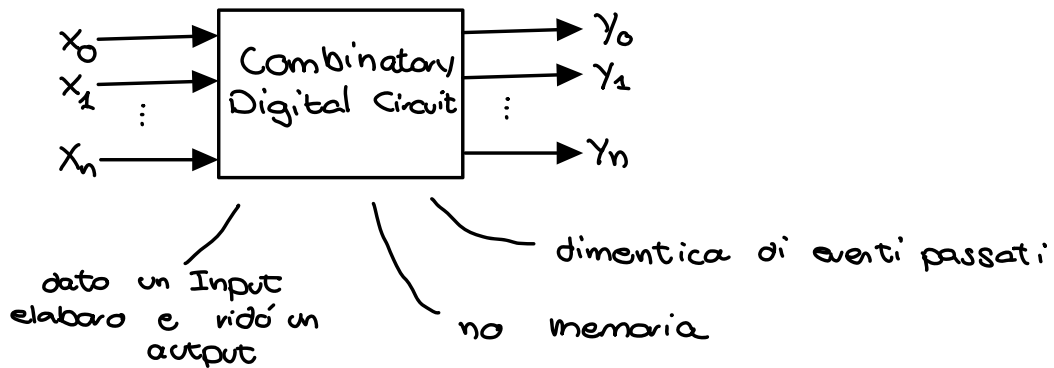 x₀
x₁
⋮
xₙ
Combinatory
Digital Circuit
y₀
y₁
⋮
yₙ
dato un Input
elaboro e ridó un
output
no memoria
dimentica di eventi passati